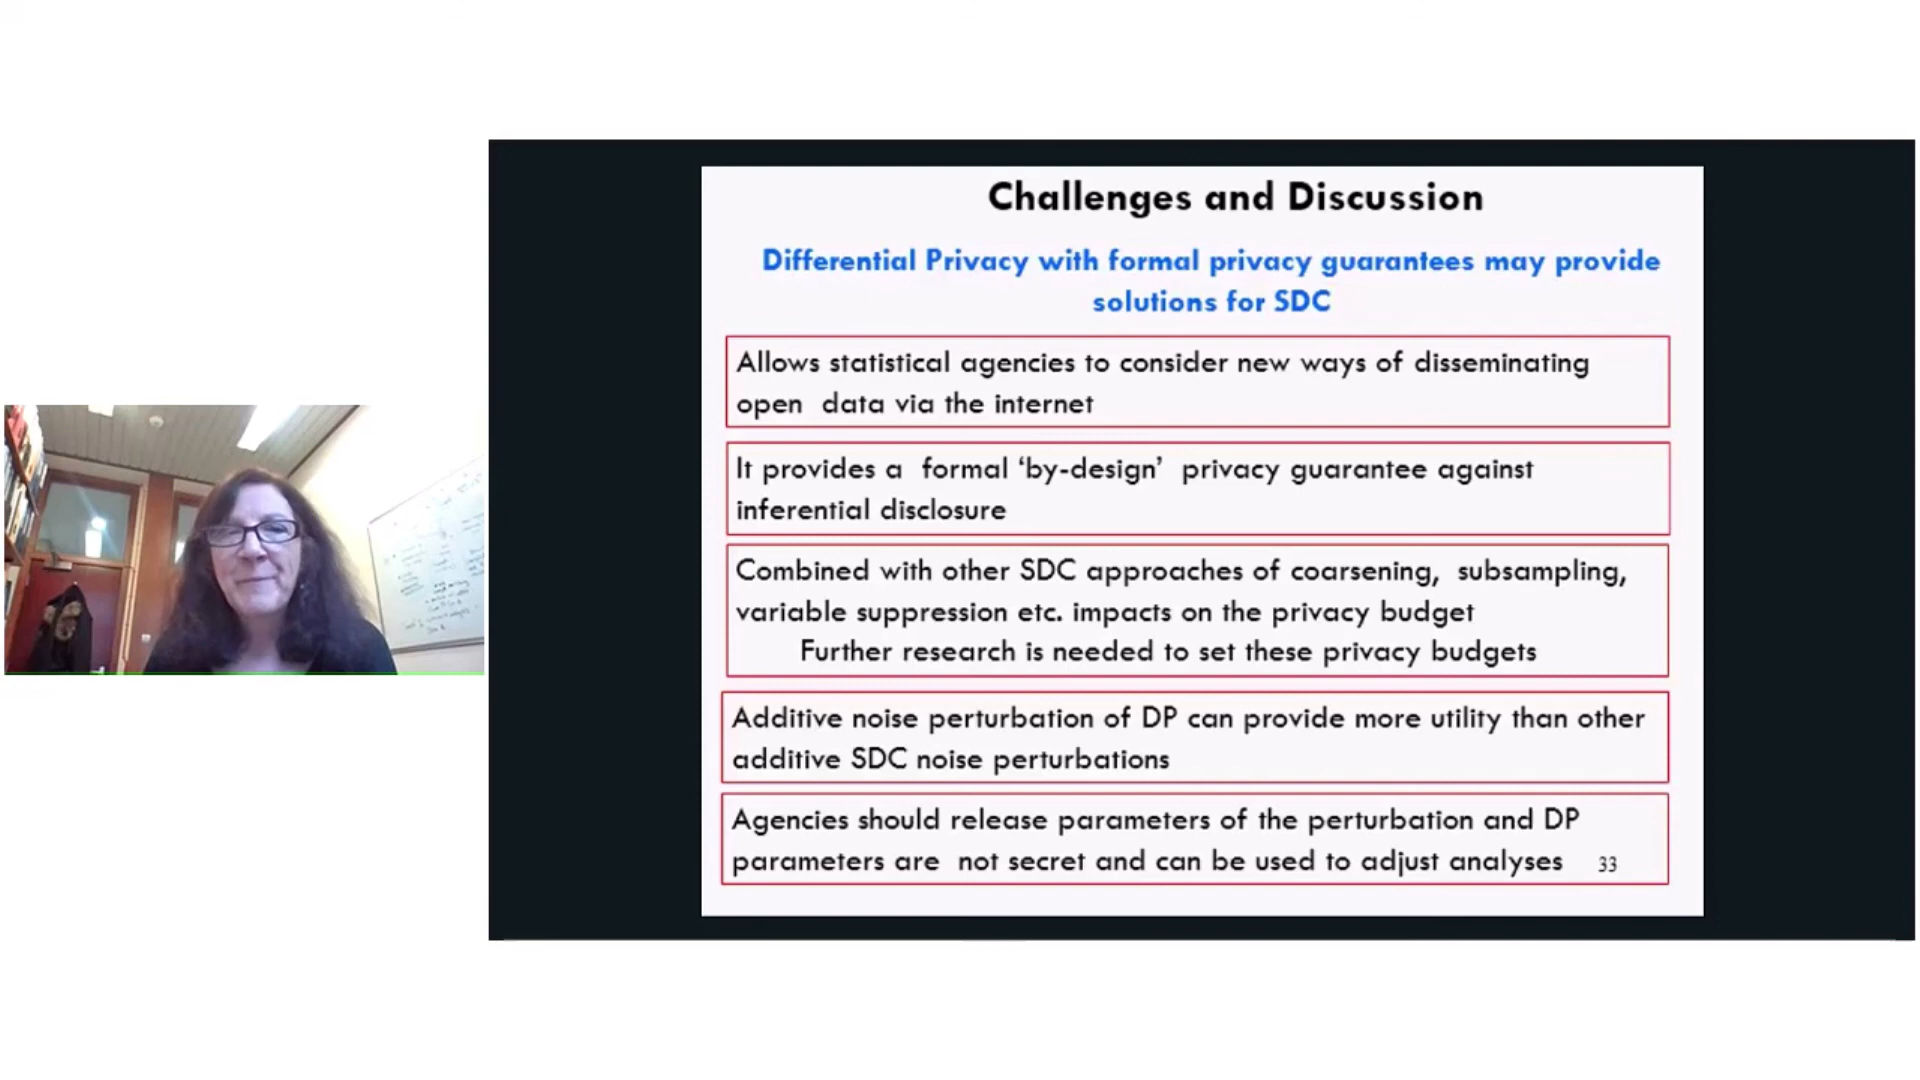 Challenges and Discussion
Differential Privacy with formal privacy guarantees may provide
solutions for SDC
Allows statistical agencies to consider new ways of disseminating
open data via the internet
It provides a formal ‘by-design’ privacy guarantee against
inferential disclosure
Combined with other SDC approaches of coarsening, subsampling,
variable suppression etc. impacts on the privacy budget
Further research is needed to set these privacy budgets
Additive noise perturbation of DP can provide more utility than other
additive SDC noise perturbations
Agencies should release parameters of the perturbation and DP
parameters are not secret and can be used to adjust analyses
33